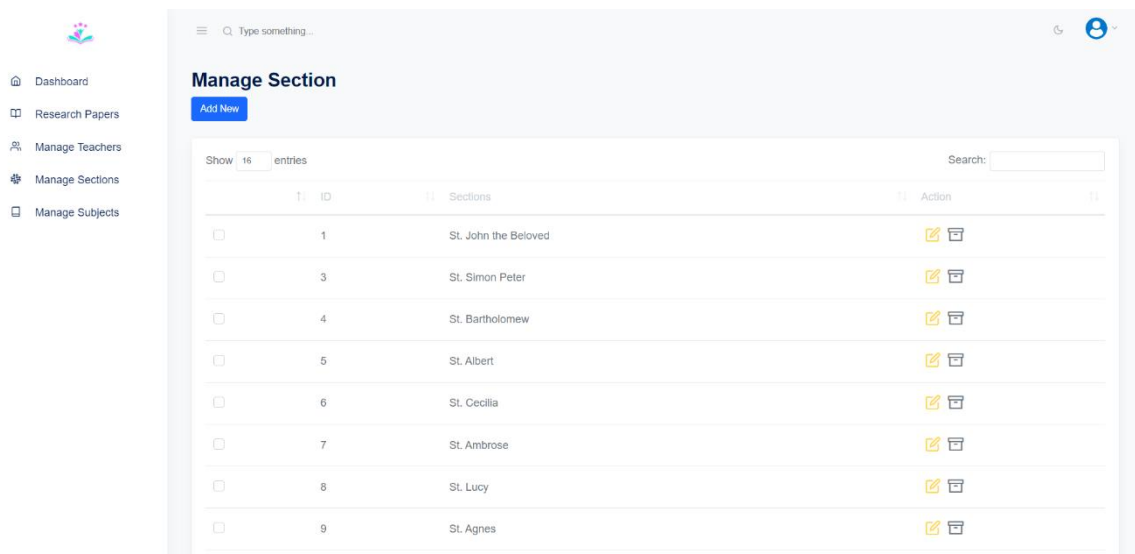 Type something...
Dashboard
Research Papers
Manage Teachers
Manage Sections
Manage Subjects
Manage Section
Add New
Show 16 entries Search:
ID Sections Action
1 St. John the Beloved
3 St. Simon Peter
4 St. Bartholomew
5 St. Albert
6 St. Cecilia
7 St. Ambrose
8 St. Lucy
9 St. Agnes